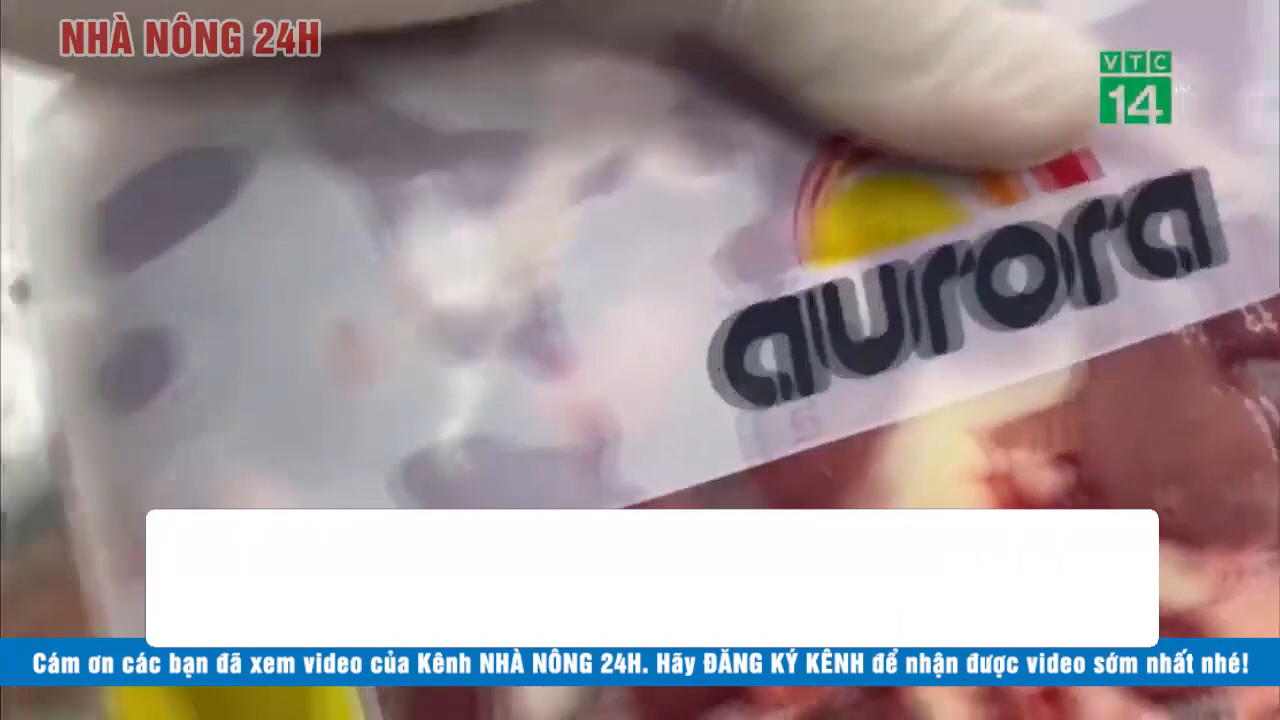 NHÀ NÔNG 24H
VTC
14
aurora
Cám ơn các bạn đã xem video của Kênh NHÀ NÔNG 24H. Hãy ĐĂNG KÝ KÊNH để nhận được video sớm nhất nhé!